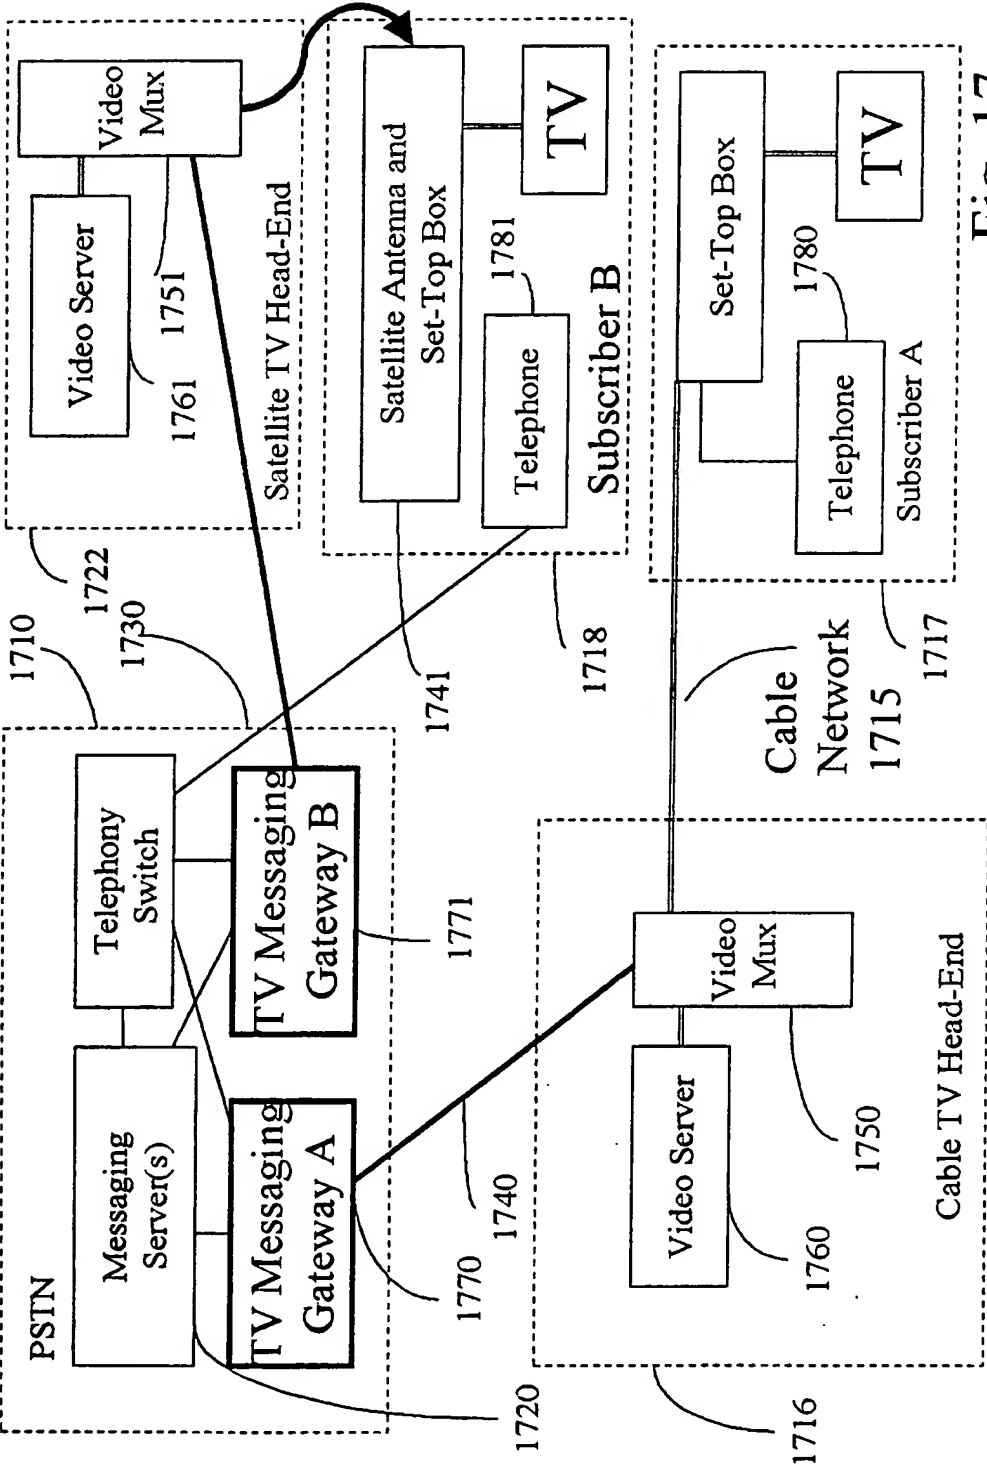 PSTN
Messaging
Server(s)
Telephony
Switch
TV Messaging
Gateway A
TV Messaging
Gateway B
1710
1730
1720
1770
1771
1740
1722
Video Server
Video
Mux
1761
1751
Satellite TV Head-End
Satellite Antenna and
Set-Top Box
TV
Telephone
1781
Subscriber B
1741
1718
Cable
Network
1715
Set-Top Box
TV
Telephone
1780
Subscriber A
1717
Video Server
Video
Mux
1760
1750
Cable TV Head-End
1716